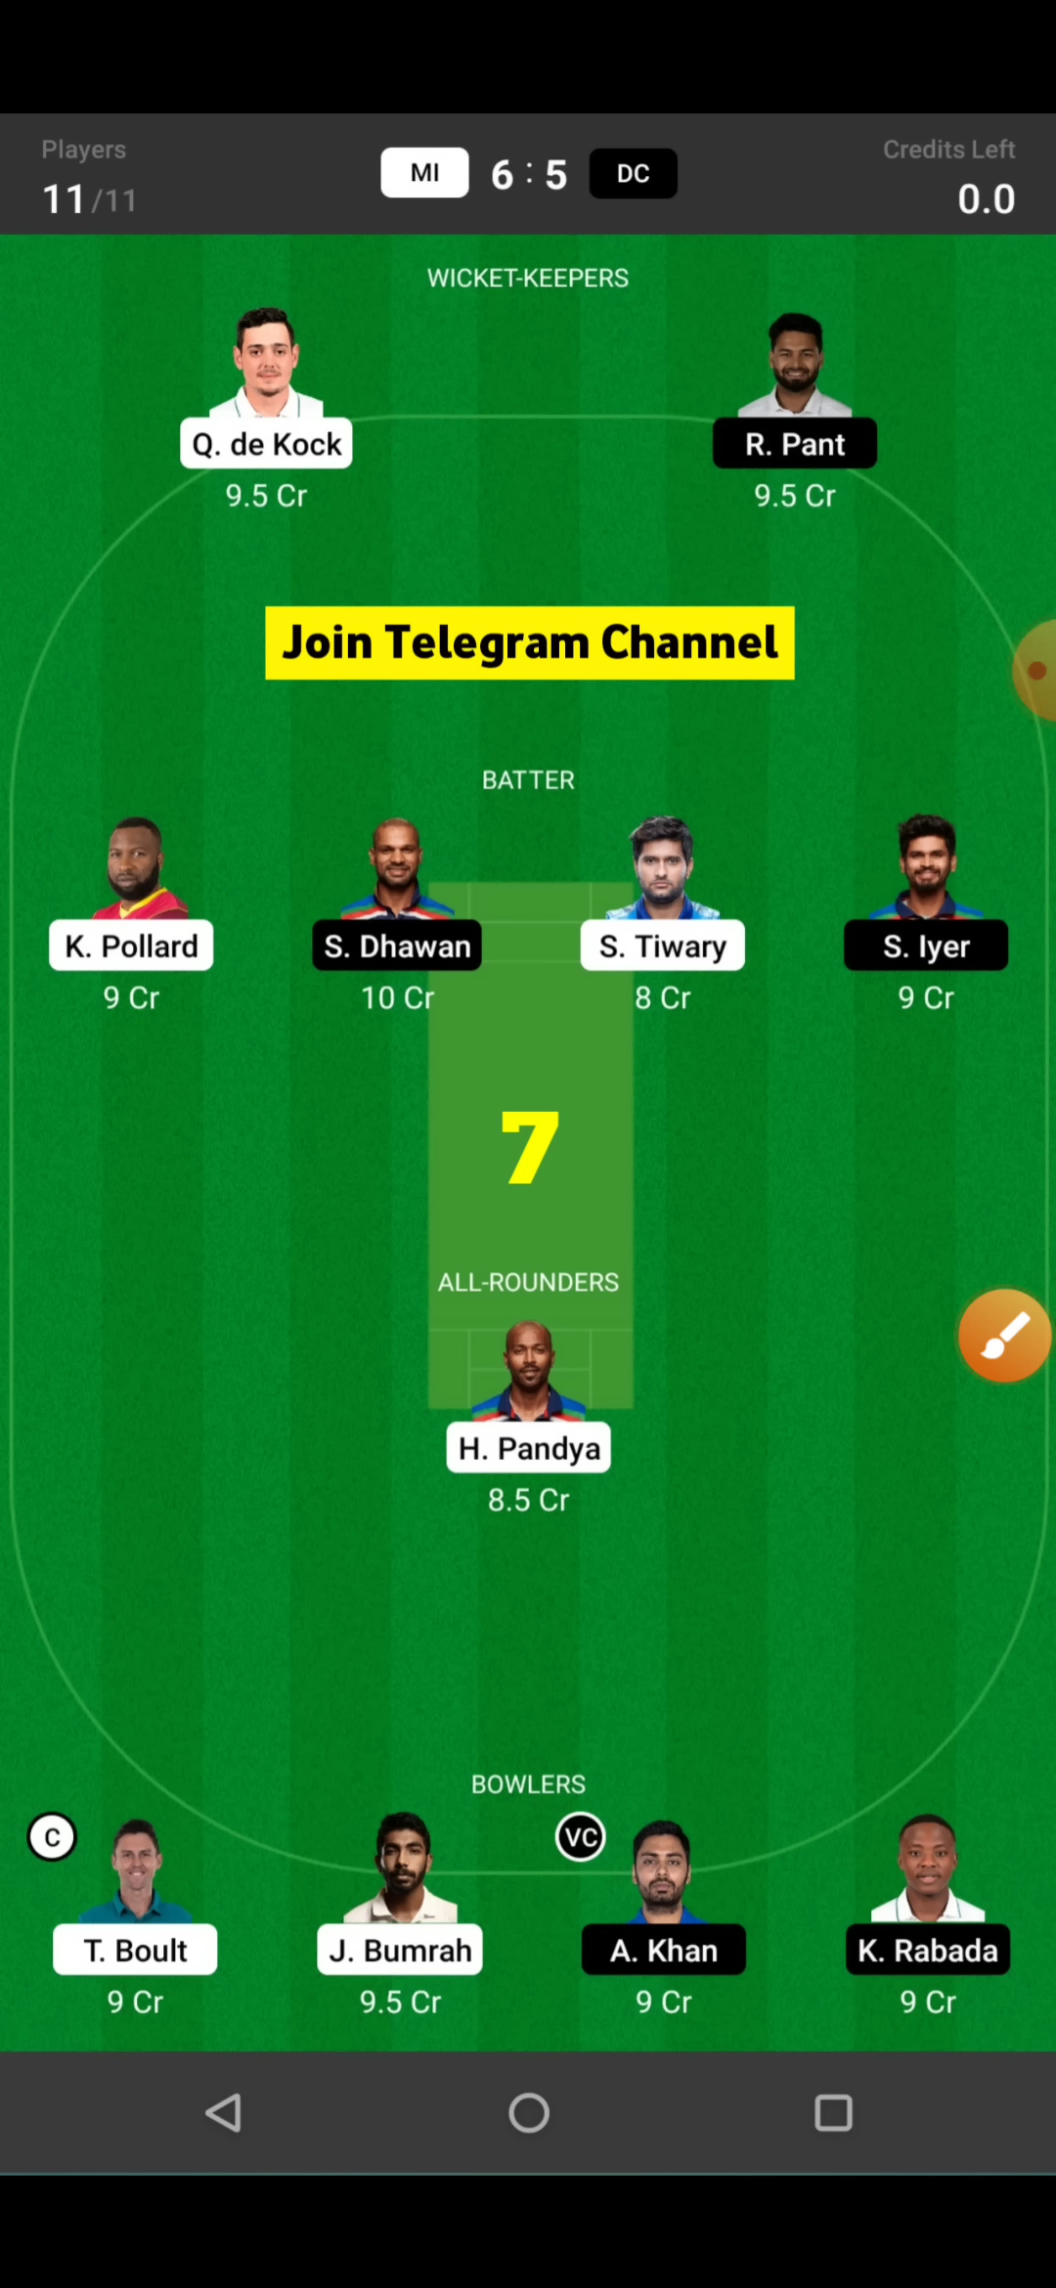 Players
Credits Left
MI 6 : 5 DC
11/11
0.0
WICKET-KEEPERS
Q. de Kock
R. Pant
9.5 Cr
9.5 Cr
Join Telegram Channel
BATTER
K. Pollard
S. Dhawan
S. Tiwary
S. Iyer
9 Cr
10 Cr
8 Cr
9 Cr
7
ALL-ROUNDERS
H. Pandya
8.5 Cr
BOWLERS
C
VC
T. Boult
J. Bumrah
A. Khan
K. Rabada
9 Cr
9.5 Cr
9 Cr
9 Cr